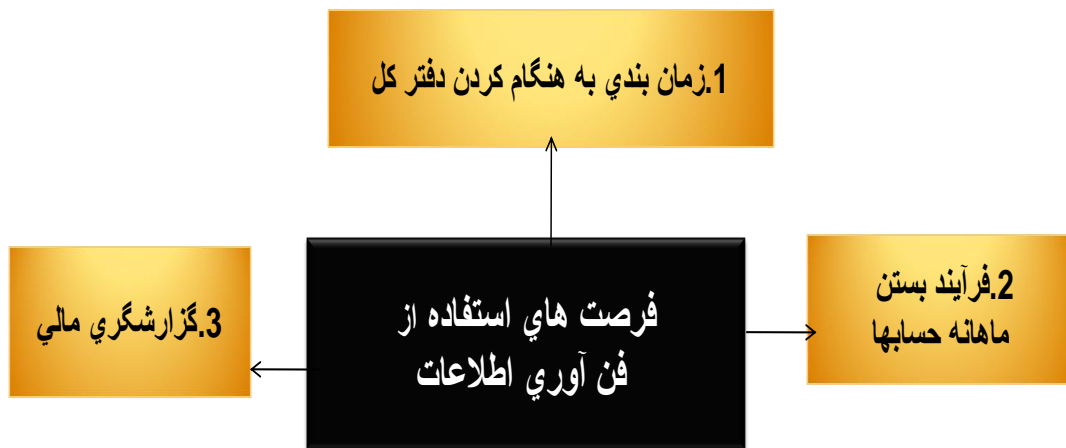 1.زمان بندي به هنگام كردن دفتر كل
2.فرآيند بستن
ماهانه حسابها
فرصت هاي استفاده از
فن آوري اطلاعات
3.گزارشگري مالي